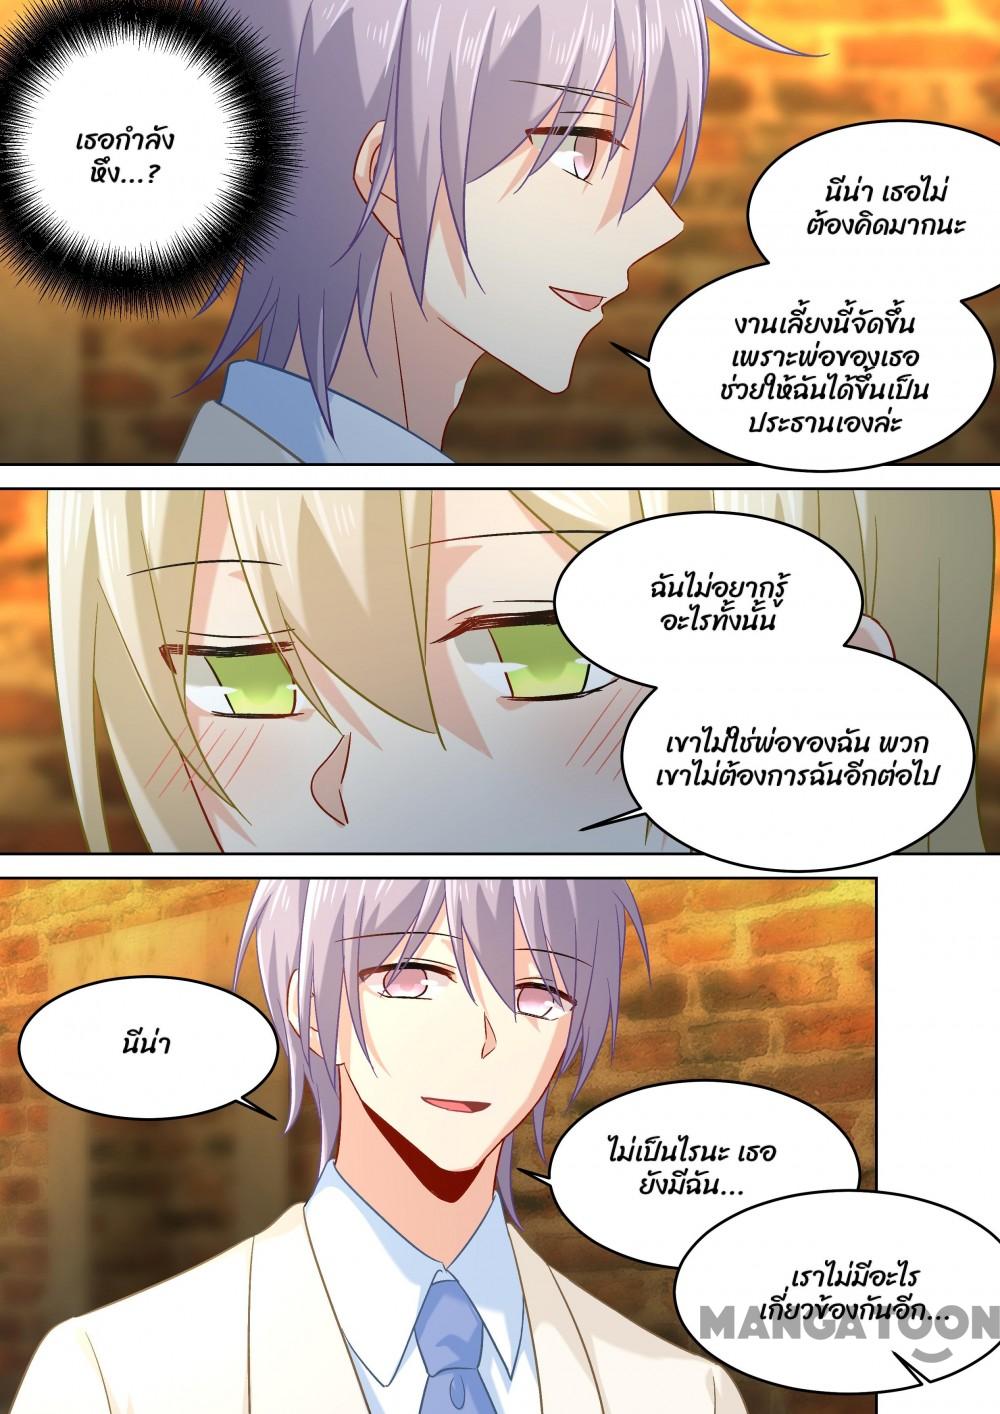 เธอกำลัง
หึง...?
นีน่า เธอไม่
ต้องคิดมากนะ
งานเลี้ยงนี้จัดขึ้น
เพราะพ่อของเธอ
ช่วยให้ฉันได้ขึ้นเป็น
ประธานเองล่ะ
ฉันไม่อยากรู้
อะไรทั้งนั้น
เขาไม่ใช่พ่อของฉัน พวก
เขาไม่ต้องการฉันอีกต่อไป
นีน่า
ไม่เป็นไรนะ เธอ
ยังมีฉัน...
เราไม่มีอะไร
เกี่ยวข้องกันอีก...
MANGATOON